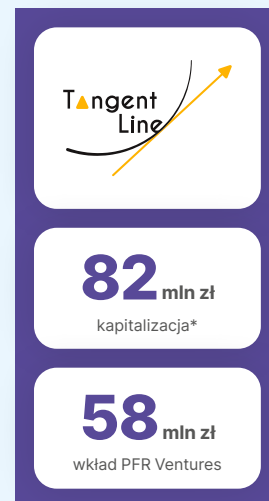 Tangent
Line
82 mln zł
kapitalizacja*
58 mln zł
wkład PFR Ventures